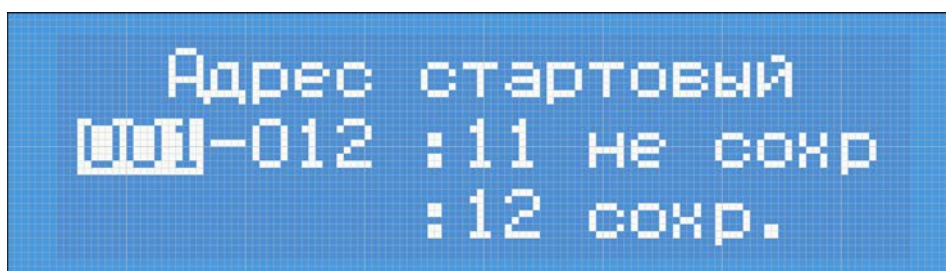 Адрес стартовый
001-012 :11 не сохр
:12 сохр.